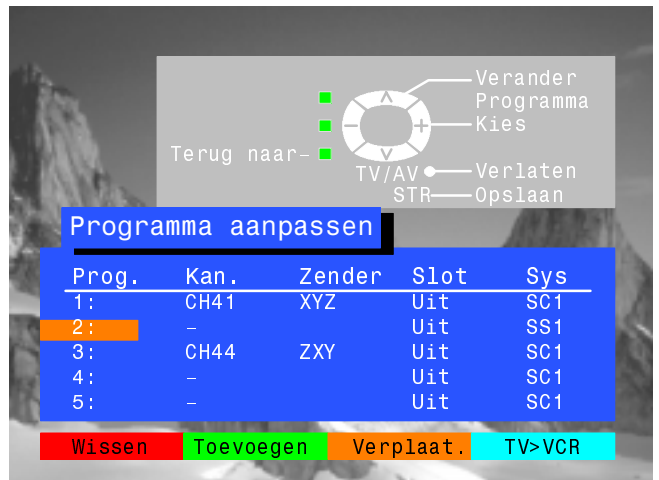 Verander
Programma
Kies
Terug naar
TV/AV
Verlaten
STR
Opslaan
Programma aanpassen
Prog. Kan. Zender Slot Sys
1: CH41 XYZ Uit SC1
2: – Uit SS1
3: CH44 ZXY Uit SC1
4: – Uit SC1
5: – Uit SC1
Wissen Toevoegen Verplaat. TV>VCR